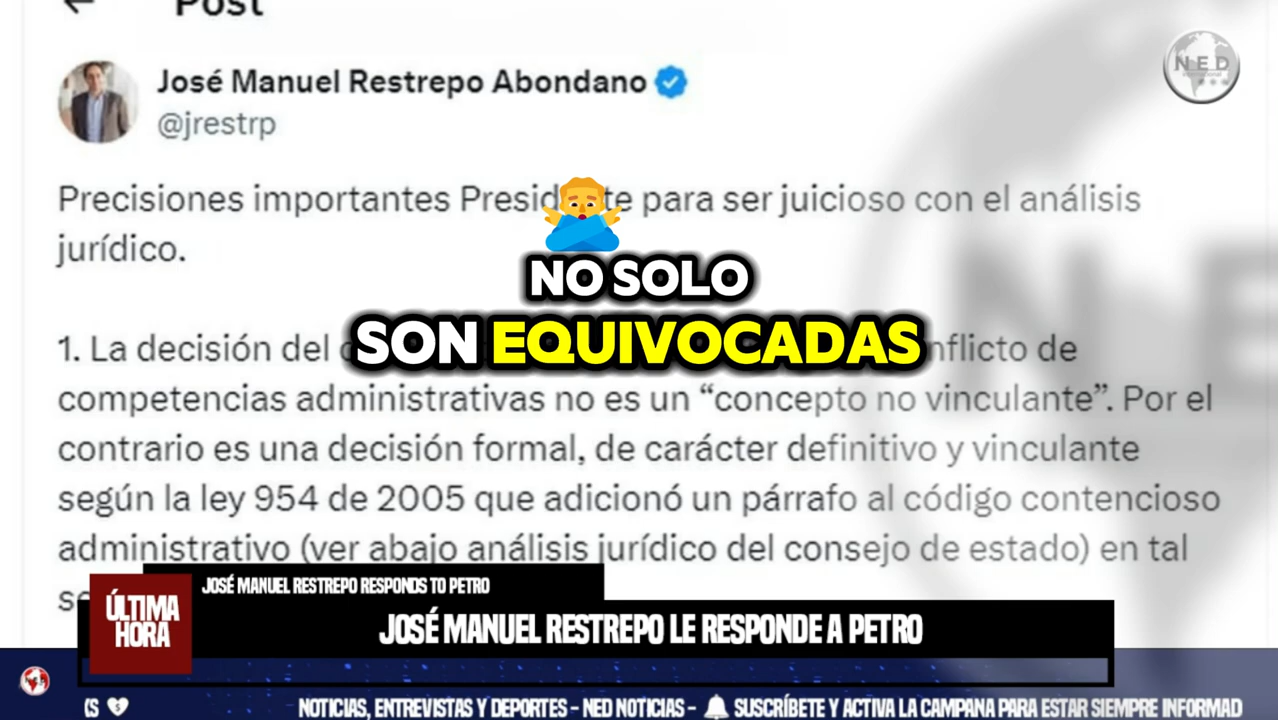 Post
José Manuel Restrepo Abondano
@jrestrp
NED
Precisiones importantes Presid te para ser juicioso con el análisis
jurídico.
NO SOLO
SON EQUIVOCADAS
1. La decisión del nflicto de
competencias administrativas no es un “concepto no vinculante”. Por el
contrario es una decisión formal, de carácter definitivo y vinculante
según la ley 954 de 2005 que adicionó un párrafo al código contencioso
administrativo (ver abajo análisis jurídico del consejo de estado) en tal
JOSÉ MANUEL RESTREPO RESPONDS TO PETRO
ÚLTIMA
HORA
JOSÉ MANUEL RESTREPO LE RESPONDE A PETRO
CS
NOTICIAS, ENTREVISTAS Y DEPORTES - NED NOTICIAS -
SUSCRÍBETE Y ACTIVA LA CAMPANA PARA ESTAR SIEMPRE INFORMAD